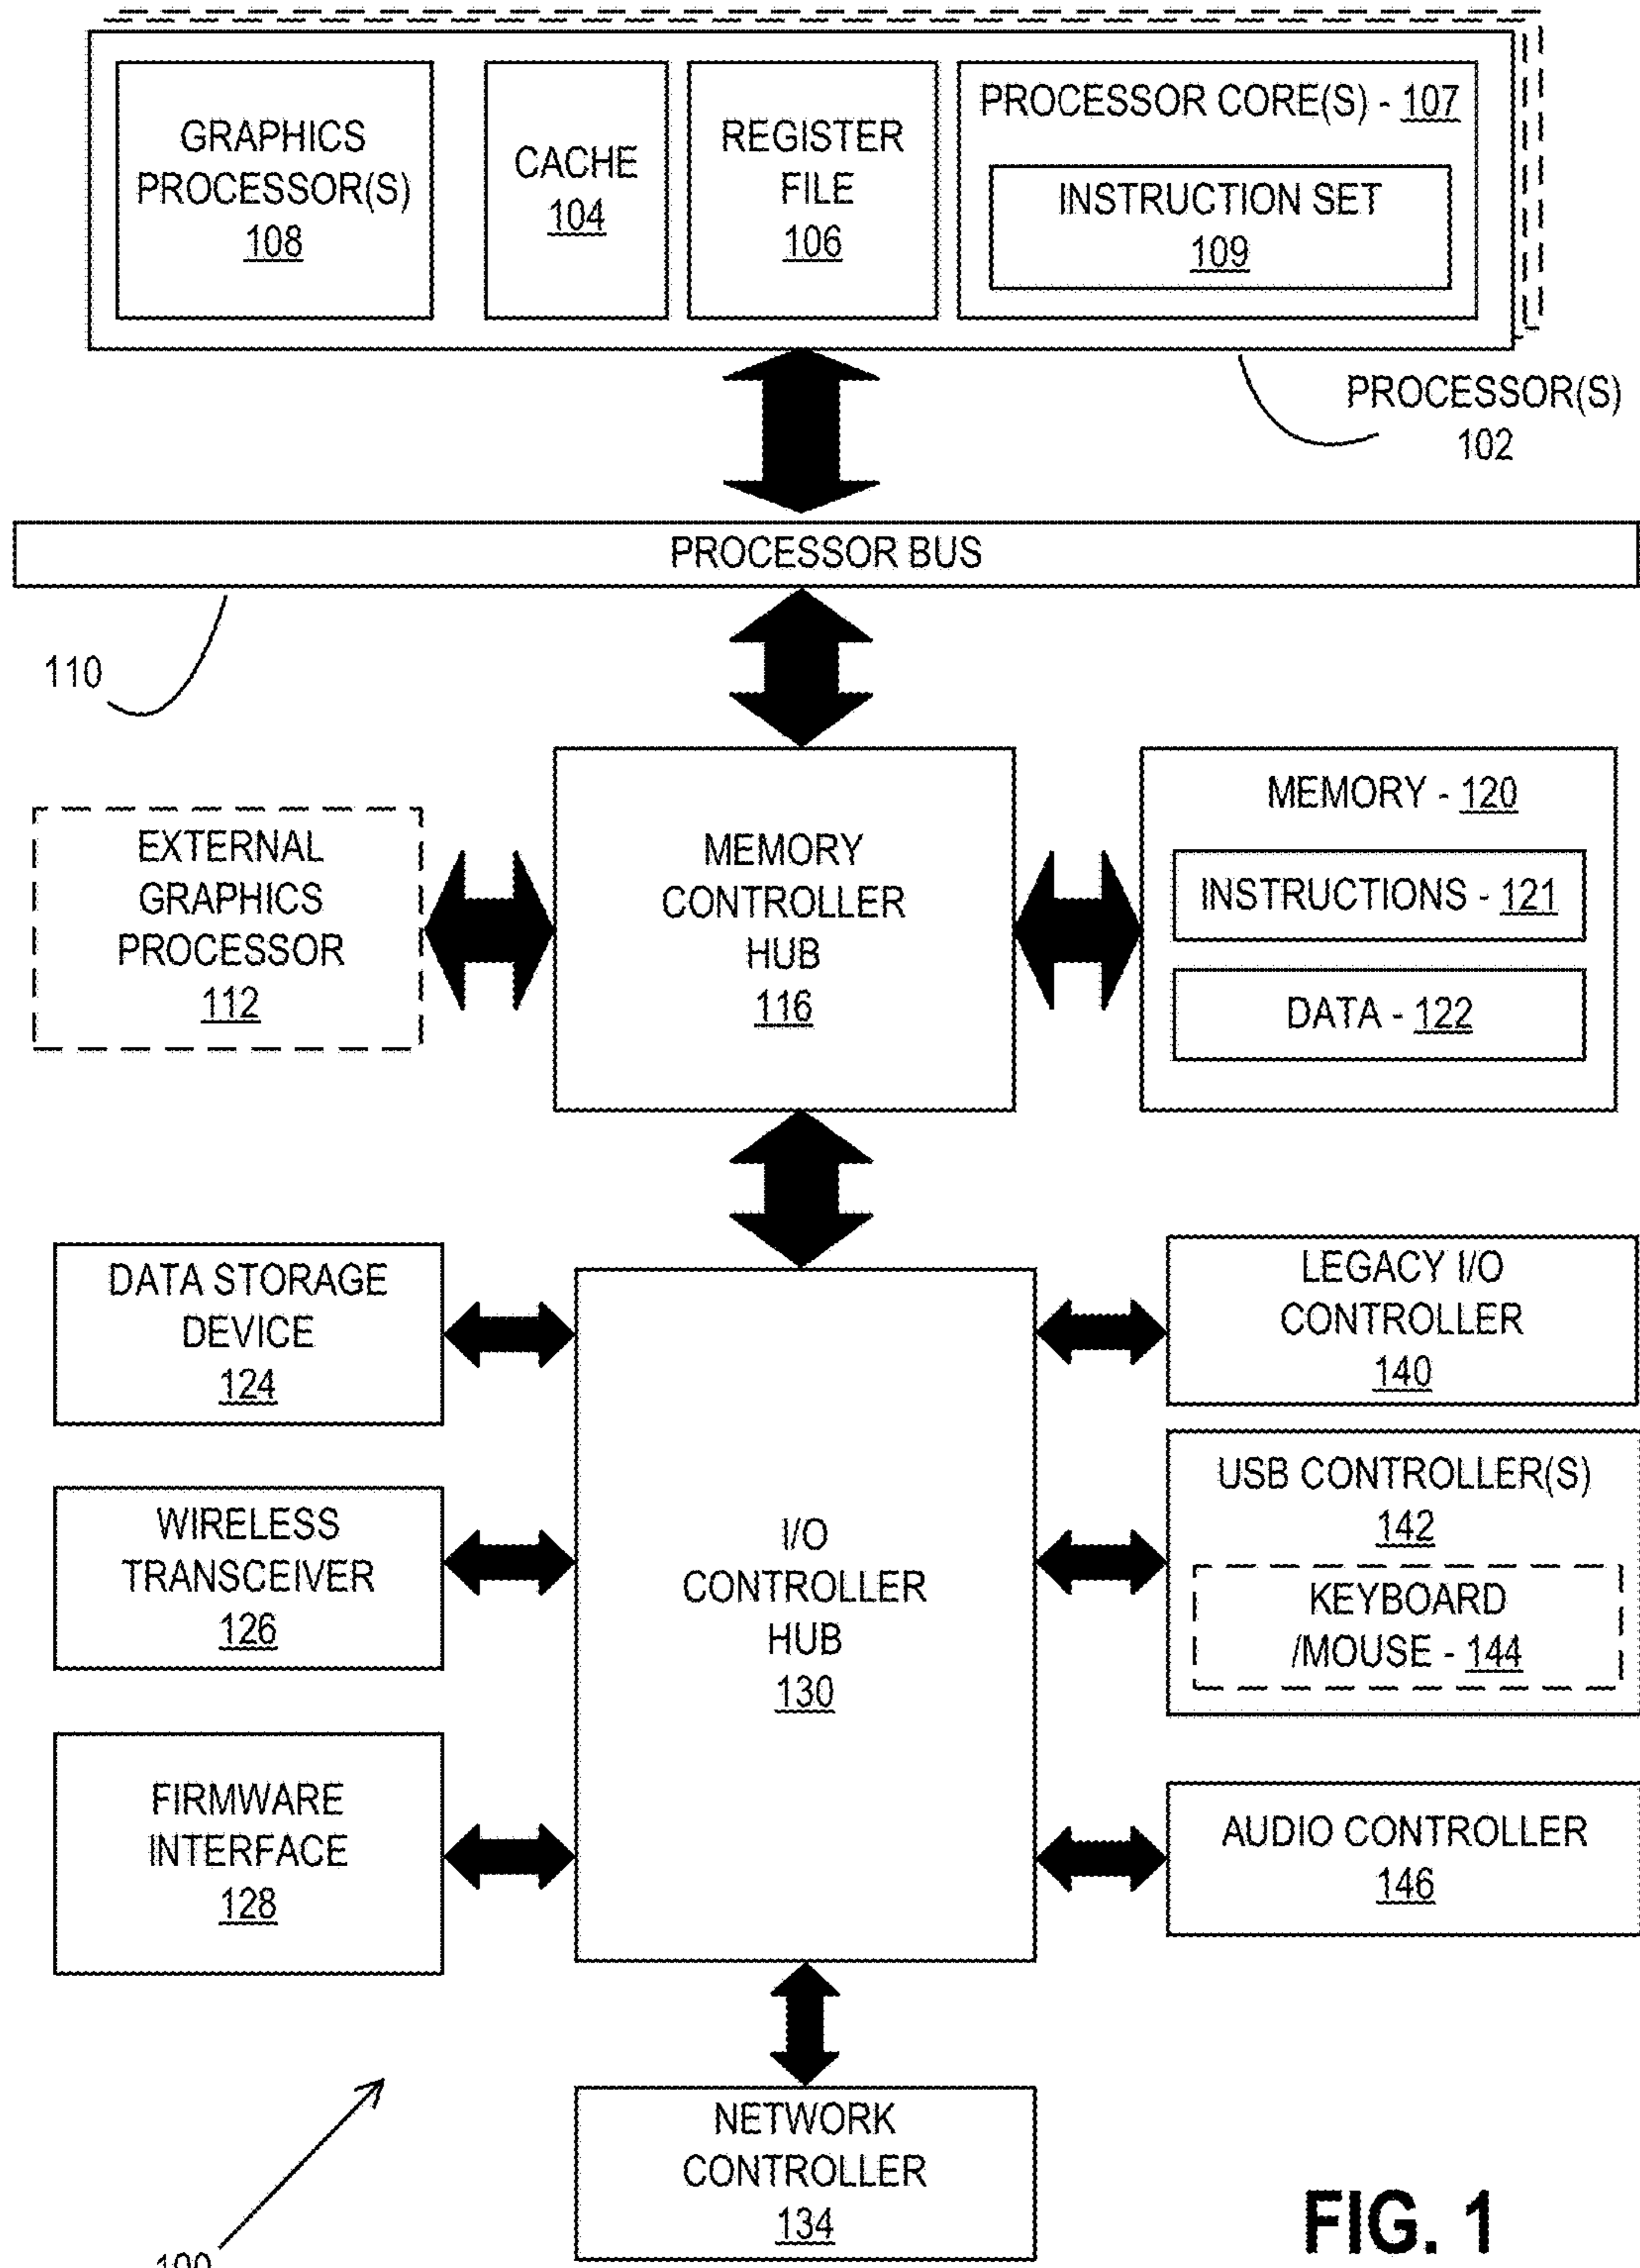 GRAPHICS
PROCESSOR(S)
108
CACHE
104
REGISTER
FILE
106
PROCESSOR CORE(S) - 107
INSTRUCTION SET
109
PROCESSOR(S)
102
PROCESSOR BUS
110
EXTERNAL
GRAPHICS
PROCESSOR
112
MEMORY
CONTROLLER
HUB
116
MEMORY - 120
INSTRUCTIONS - 121
DATA - 122
DATA STORAGE
DEVICE
124
WIRELESS
TRANSCEIVER
126
FIRMWARE
INTERFACE
128
I/O
CONTROLLER
HUB
130
LEGACY I/O
CONTROLLER
140
USB CONTROLLER(S)
142
KEYBOARD
/MOUSE - 144
AUDIO CONTROLLER
146
NETWORK
CONTROLLER
134
FIG. 1